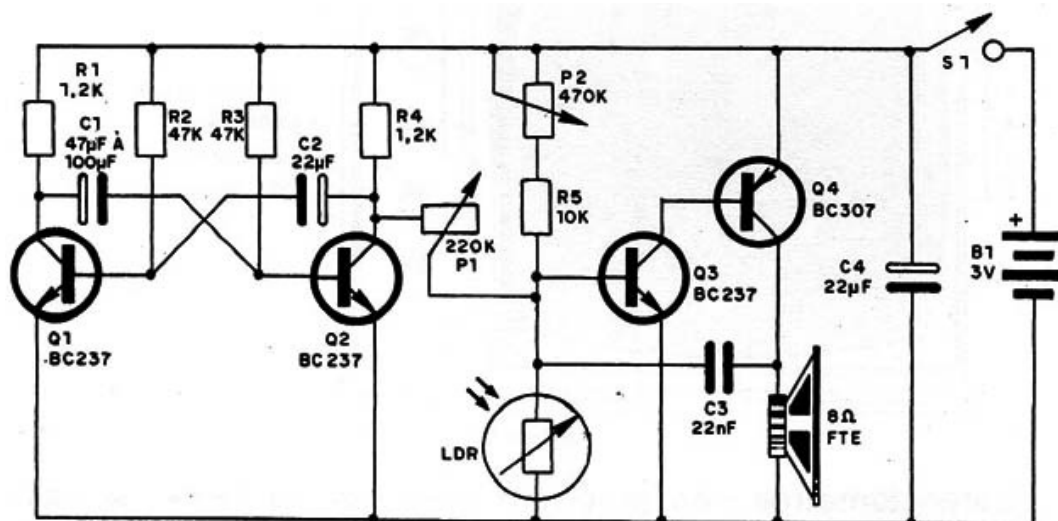 R1
1,2K
C1
47µF À
100µF
R2
47K
R3
47K
C2
22µF
R4
1,2K
220K
P1
P2
470K
R5
10K
Q1
BC237
Q2
BC237
Q3
BC237
Q4
BC307
C3
22nF
LDR
8Ω
FTE
C4
22µF
S1
+
B1
3V